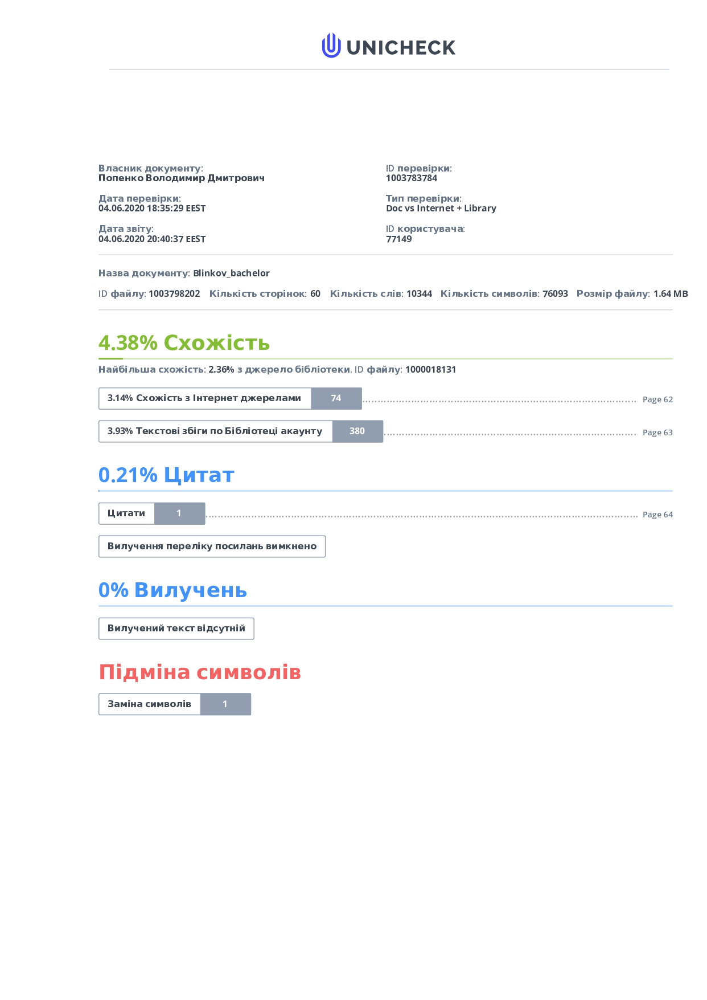 UNICHECK
Власник документу:
Попенко Володимир Дмитрович
ID перевірки:
1003783784
Дата перевірки:
04.06.2020 18:35:29 EEST
Тип перевірки:
Doc vs Internet + Library
Дата звіту:
04.06.2020 20:40:37 EEST
ID користувача:
77149
Назва документу: Blinkov_bachelor
ID файлу: 1003798202 Кількість сторінок: 60 Кількість слів: 10344 Кількість символів: 76093 Розмір файлу: 1.64 MB
4.38% Схожість
Найбільша схожість: 2.36% з джерело бібліотеки. ID файлу: 1000018131
3.14% Схожість з Інтернет джерелами 74 Page 62
3.93% Текстові збіги по Бібліотеці акаунту 380 Page 63
0.21% Цитат
Цитати 1 Page 64
Вилучення переліку посилань вимкнено
0% Вилучень
Вилучений текст відсутній
Підміна символів
Заміна символів 1